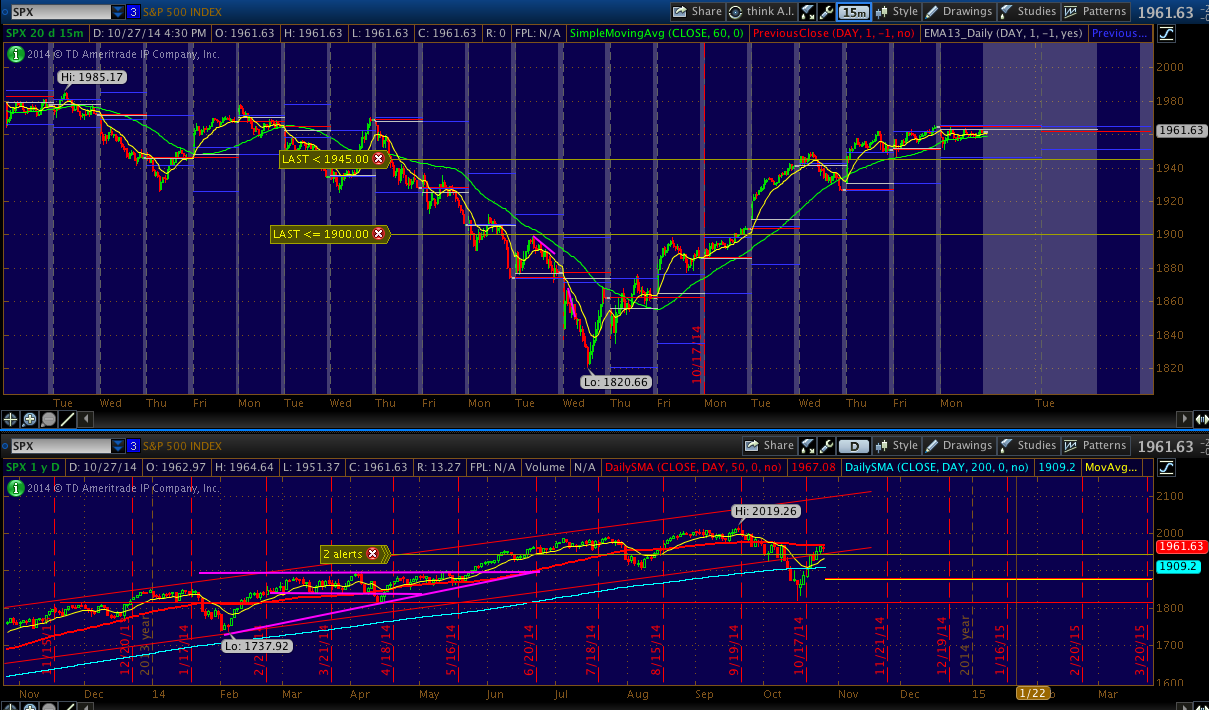 SPX 3 S&P 500 INDEX Share think A.I. 15m Style Drawings Studies Patterns 1961.63
SPX 20 d 15m D: 10/27/14 4:30 PM O: 1961.63 H: 1961.63 L: 1961.63 C: 1961.63 R: 0 FPL: N/A SimpleMovingAvg (CLOSE, 60, 0) PreviousClose (DAY, 1, -1, no) EMA13_Daily (DAY, 1, -1, yes) Previous...
2014 © TD Ameritrade IP Company, Inc.
2000
Hi: 1985.17
1980
1961.63
LAST < 1945.00
1940
1920
LAST <= 1900.00
1900
1880
1860
1840
10/17/14
Lo: 1820.66
1820
Tue Wed Thu Fri Mon Tue Wed Thu Fri Mon Tue Wed Thu Fri Mon Tue Wed Thu Fri Mon Tue
SPX 3 S&P 500 INDEX Share D Style Drawings Studies Patterns 1961.63
SPX 1 y D D: 10/27/14 O: 1962.97 H: 1964.64 L: 1951.37 C: 1961.63 R: 13.27 FPL: N/A Volume N/A DailySMA (CLOSE, DAY, 50, 0, no) 1967.08 DailySMA (CLOSE, DAY, 200, 0, no) 1909.2 MovAvg...
2014 © TD Ameritrade IP Company, Inc.
2100
Hi: 2019.26
2000
1961.63
2 alerts
1909.2
1800
Lo: 1737.92
1700
1600
11/15/13 12/20/13 2013 year 1/17/14 3/21/14 4/18/14 5/16/14 6/20/14 7/18/14 8/15/14 9/19/14 10/17/14 11/21/14 12/19/14 2014 year 1/16/15 2/20/15 3/20/15
Nov Dec 14 Feb Mar Apr May Jun Jul Aug Sep Oct Nov Dec 15 1/22 Mar